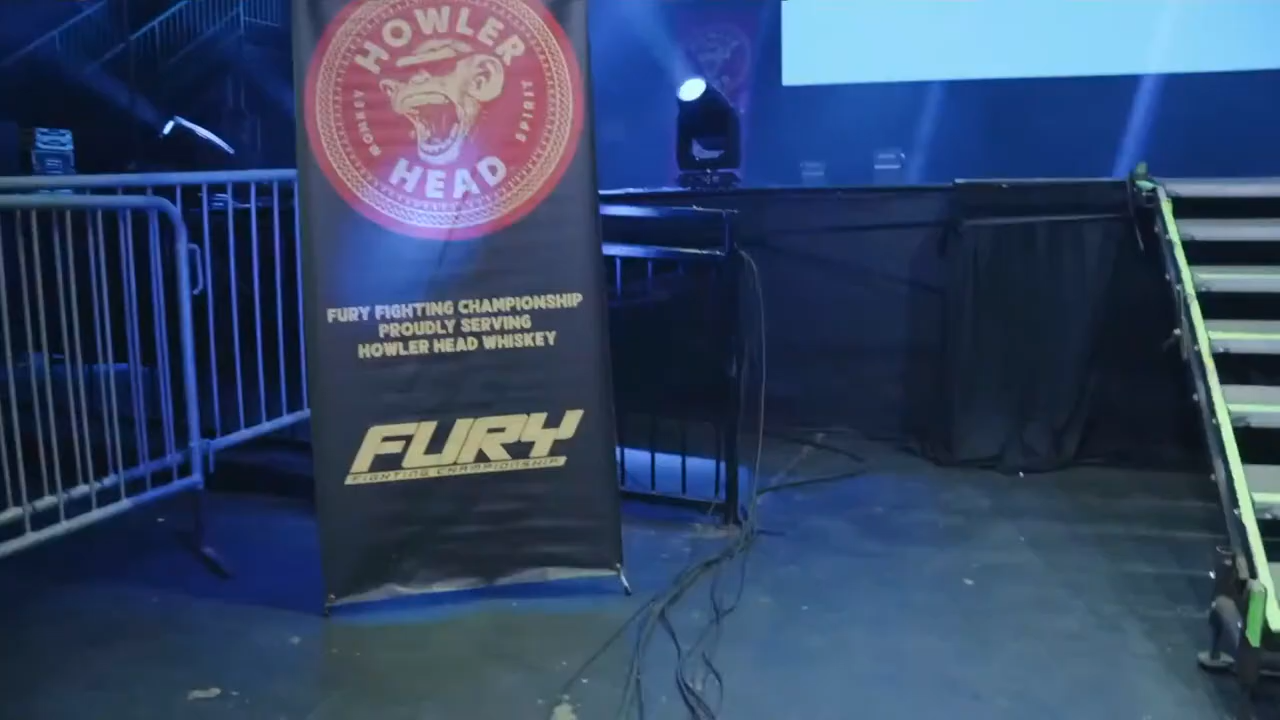 HOWLER
MONKEY SPIRIT
HEAD
FURY FIGHTING CHAMPIONSHIP
PROUDLY SERVING
HOWLER HEAD WHISKEY
FURY
FIGHTING CHAMPIONSHIP